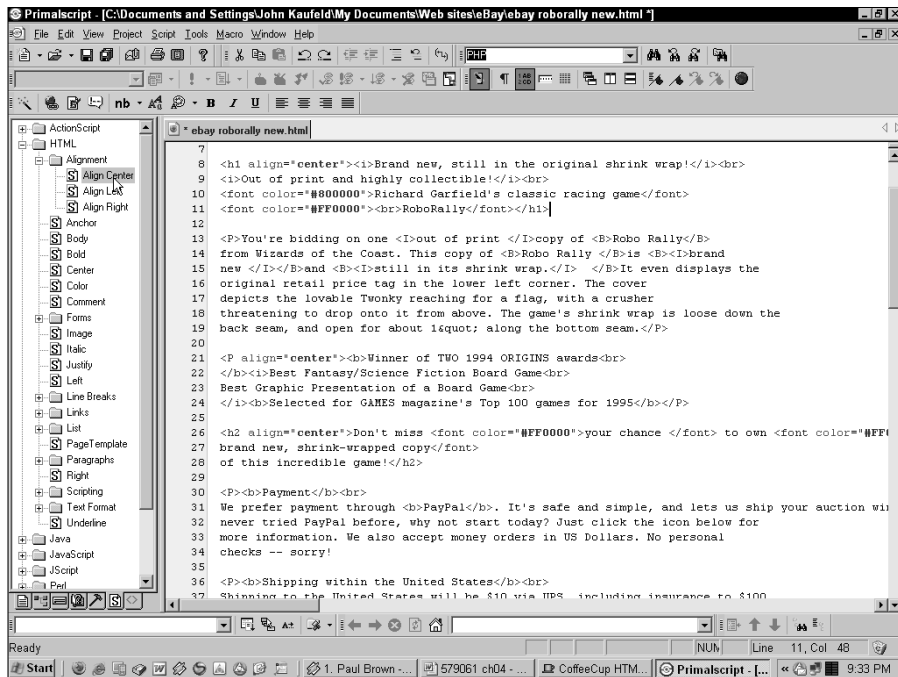 Primalscript - [C:\Documents and Settings\John Kaufeld\My Documents\Web sites\eBay\ebay roborally new.html *]
File Edit View Project Script Tools Macro Window Help
PHP
nb B I U
ActionScript
HTML
Alignment
Align Center
Align Left
Align Right
Anchor
Body
Bold
Center
Color
Comment
Forms
Image
Italic
Justify
Left
Line Breaks
Links
List
PageTemplate
Paragraphs
Right
Scripting
Text Format
Underline
Java
JavaScript
JScript
Perl
* ebay roborally new.html
7
8 <h1 align="center"><i>Brand new, still in the original shrink wrap!</i><br>
9 <i>Out of print and highly collectible!</i><br>
10 <font color="#800000">Richard Garfield's classic racing game</font>
11 <font color="#FF0000"><br>RoboRally</font></h1>
12
13 <P>You're bidding on one <I>out of print </I>copy of <B>Robo Rally</B>
14 from Wizards of the Coast. This copy of <B>Robo Rally </B>is <B><I>brand
15 new </I></B>and <B><I>still in its shrink wrap.</I>  </B>It even displays the
16 original retail price tag in the lower left corner. The cover
17 depicts the lovable Twonky reaching for a flag, with a crusher
18 threatening to drop onto it from above. The game's shrink wrap is loose down the
19 back seam, and open for about 1&quot; along the bottom seam.</P>
20
21 <P align="center"><b>Winner of TWO 1994 ORIGINS awards<br>
22 </b><i>Best Fantasy/Science Fiction Board Game<br>
23 Best Graphic Presentation of a Board Game<br>
24 </i><b>Selected for GAMES magazine's Top 100 games for 1995</b></P>
25
26 <h2 align="center">Don't miss <font color="#FF0000">your chance </font> to own <font color="#FF
27 brand new, shrink-wrapped copy</font>
28 of this incredible game!</h2>
29
30 <P><b>Payment</b><br>
31 We prefer payment through <b>PayPal</b>. It's safe and simple, and lets us ship your auction wi
32 never tried PayPal before, why not start today? Just click the icon below for
33 more information. We also accept money orders in US Dollars. No personal
34 checks -- sorry!
35
36 <P><b>Shipping within the United States</b><br>
37 Shipping to the United States will be $10 via UPS, including insurance to $100
Ready NUM Line 11, Col 48
Start 1. Paul Brown -... 579061 ch04 - ... CoffeeCup HTM... Primalscript - [... 9:33 PM